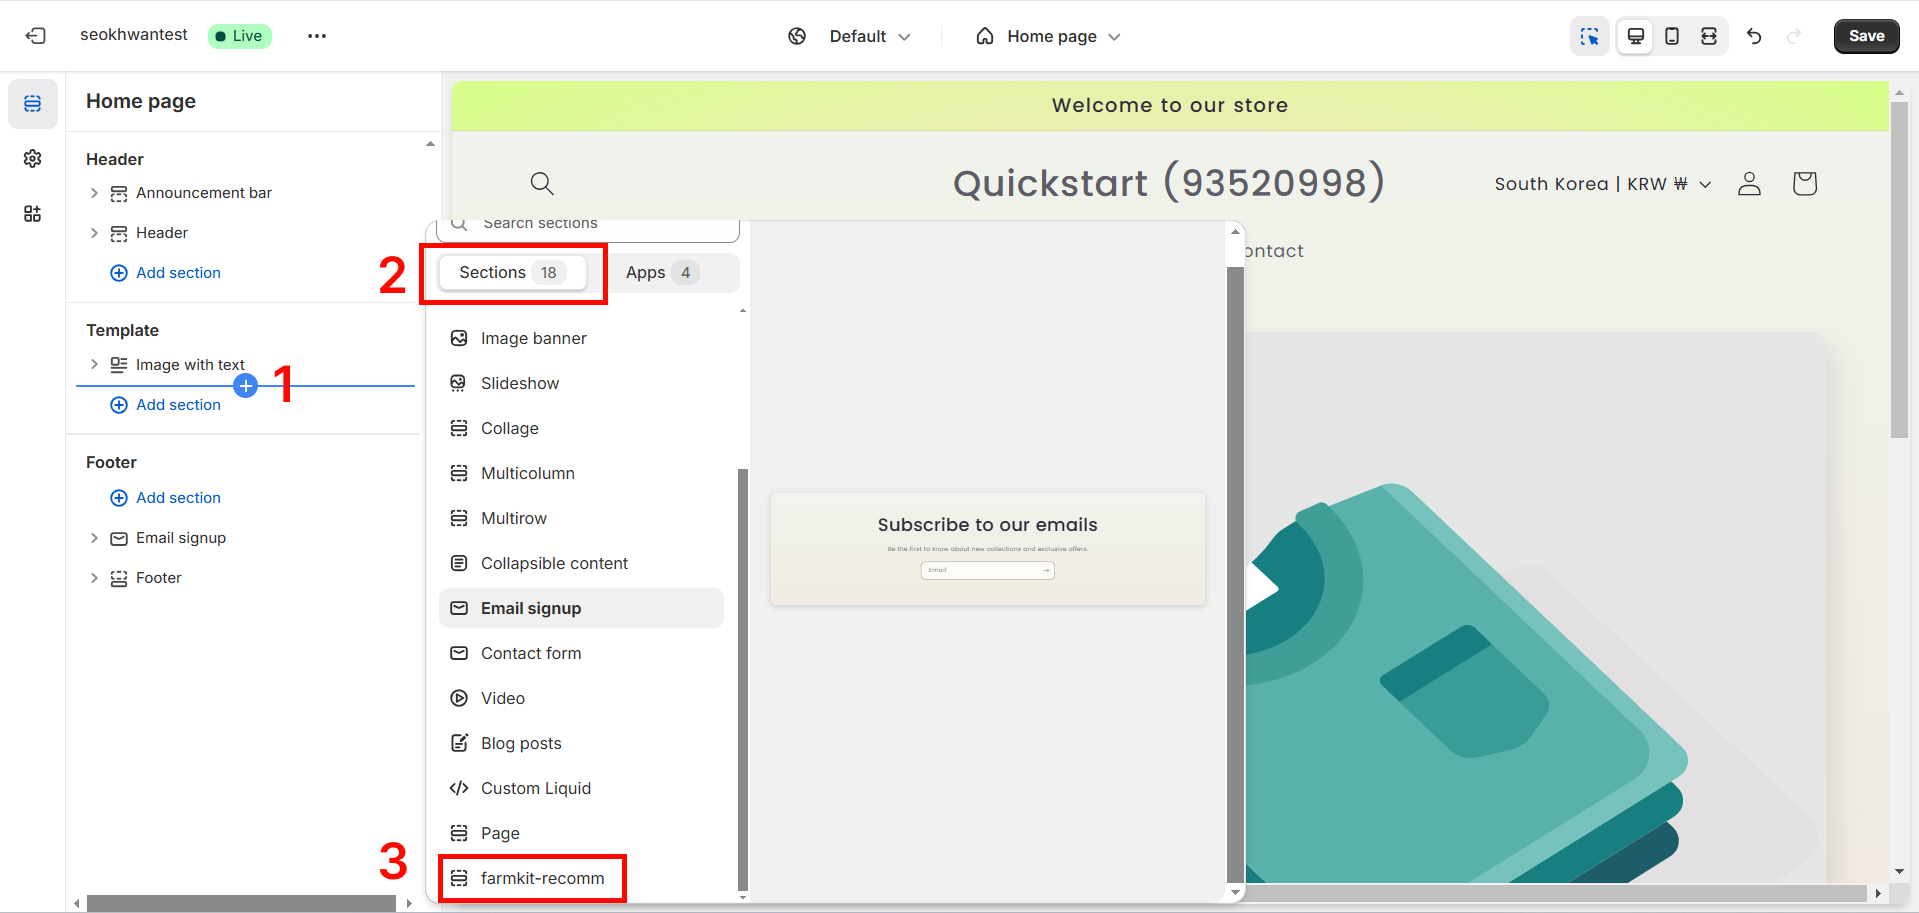 seokhwantest
Live
Default
Home page
Save
Home page
Header
Announcement bar
Header
Add section
Template
Image with text
1
Add section
Footer
Add section
Email signup
Footer
Search sections
2
Sections 18
Apps 4
Image banner
Slideshow
Collage
Multicolumn
Multirow
Collapsible content
Email signup
Contact form
Video
Blog posts
Custom Liquid
Page
3
farmkit-recomm
Subscribe to our emails
Be the first to know about new collections and exclusive offers.
Email
Welcome to our store
Quickstart (93520998)
South Korea | KRW ₩
ontact